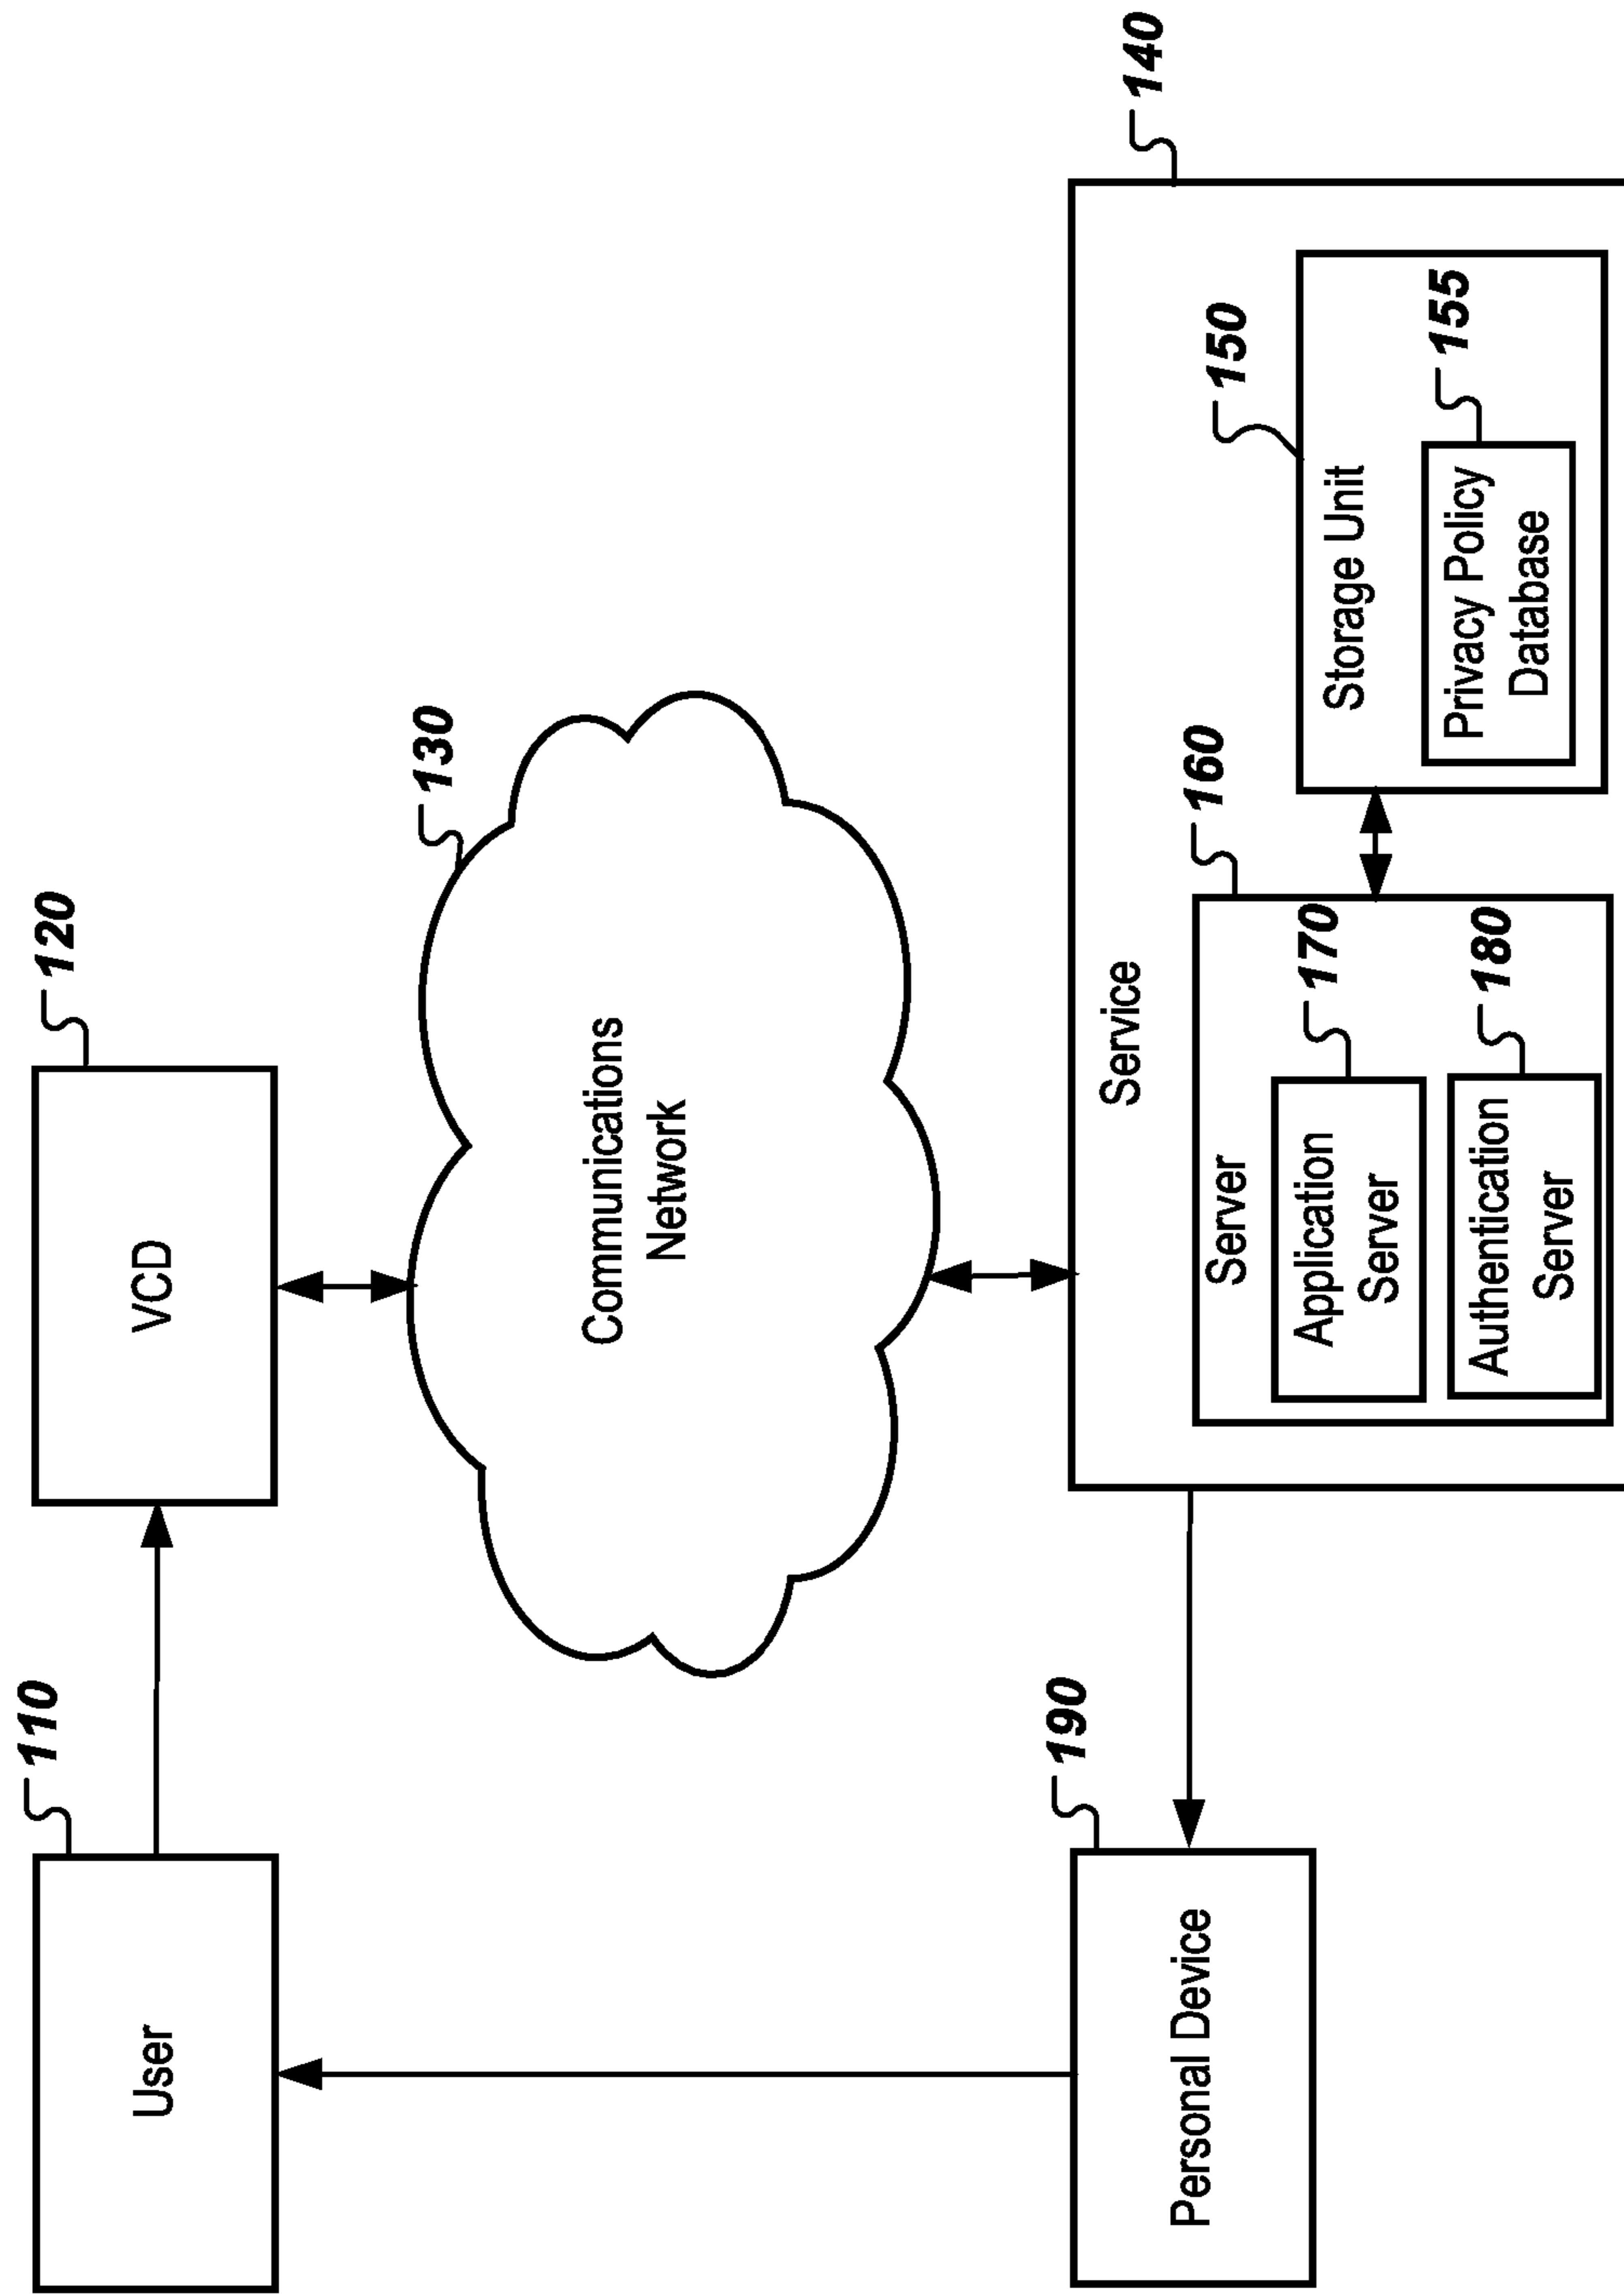 110
User
120
VCD
130
Communications
Network
140
Service
160
Server
170
Application
Server
180
Authentication
Server
150
Storage Unit
155
Privacy Policy
Database
190
Personal Device